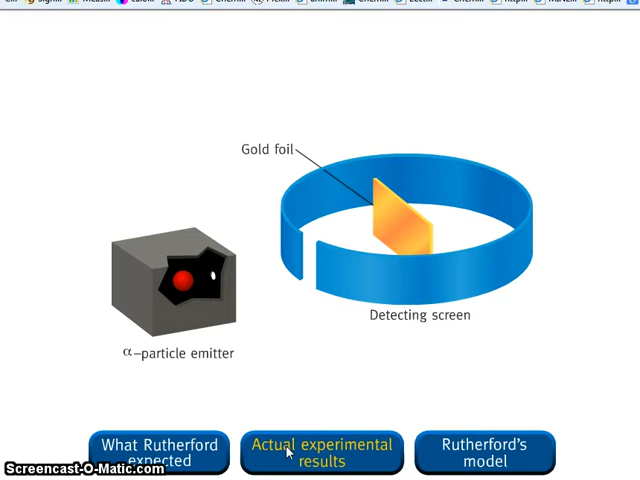 Gold foil
Detecting screen
α–particle emitter
What Rutherford
expected
Actual experimental
results
Rutherford's
model
Screencast-O-Matic.com